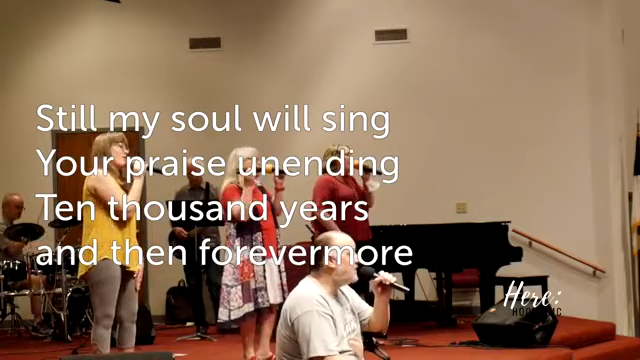 Still my soul will sing
Your praise unending
Ten thousand years
and then forevermore
Here: